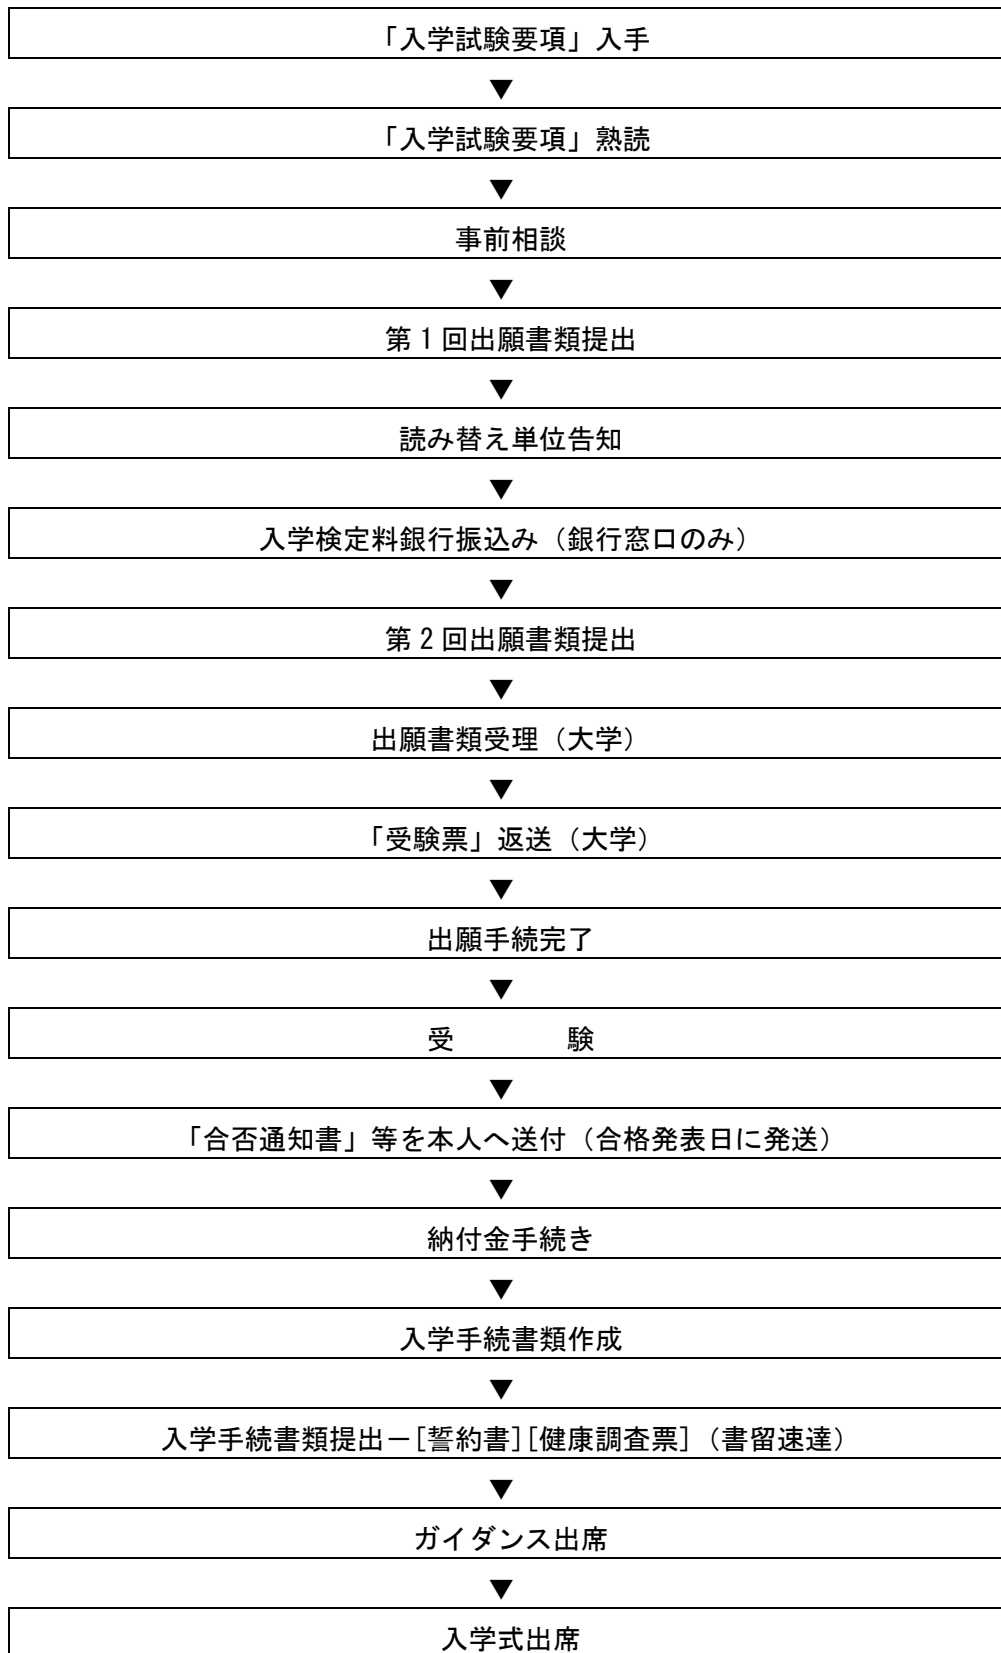 「入学試験要項」入手
▼
「入学試験要項」熟読
▼
事前相談
▼
第1回出願書類提出
▼
読み替え単位告知
▼
入学検定料銀行振込み（銀行窓口のみ）
▼
第2回出願書類提出
▼
出願書類受理（大学）
▼
「受験票」返送（大学）
▼
出願手続完了
▼
受　　　　験
▼
「合否通知書」等を本人へ送付（合格発表日に発送）
▼
納付金手続き
▼
入学手続書類作成
▼
入学手続書類提出－[誓約書][健康調査票]（書留速達）
▼
ガイダンス出席
▼
入学式出席